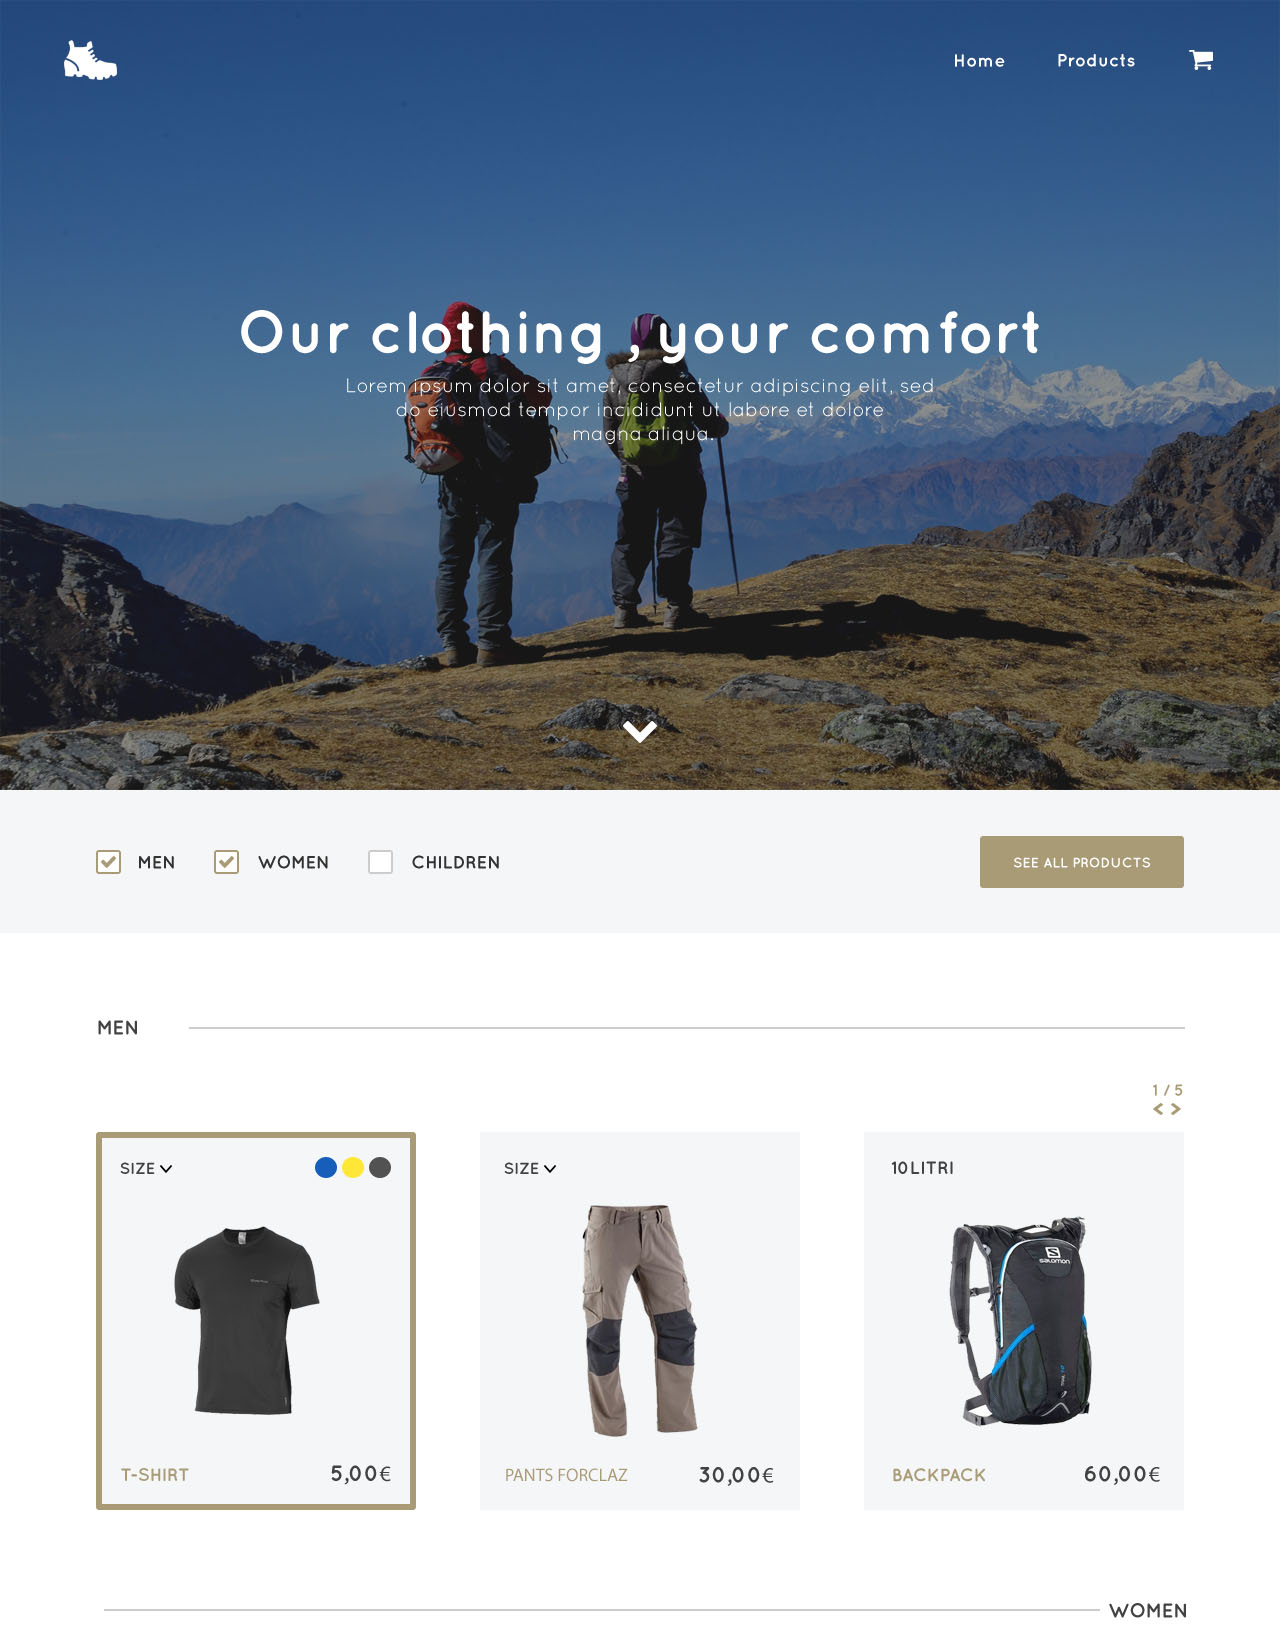 Home
Products
Our clothing , your comfort
Lorem ipsum dolor sit amet, consectetur adipiscing elit, sed
do eiusmod tempor incididunt ut labore et dolore
magna aliqua.
MEN
WOMEN
CHILDREN
SEE ALL PRODUCTS
MEN
1 / 5
< >
SIZE
T-SHIRT
5,00€
SIZE
PANTS FORCLAZ
30,00€
10 LITRI
S
salomon
BACKPACK
60,00€
WOMEN